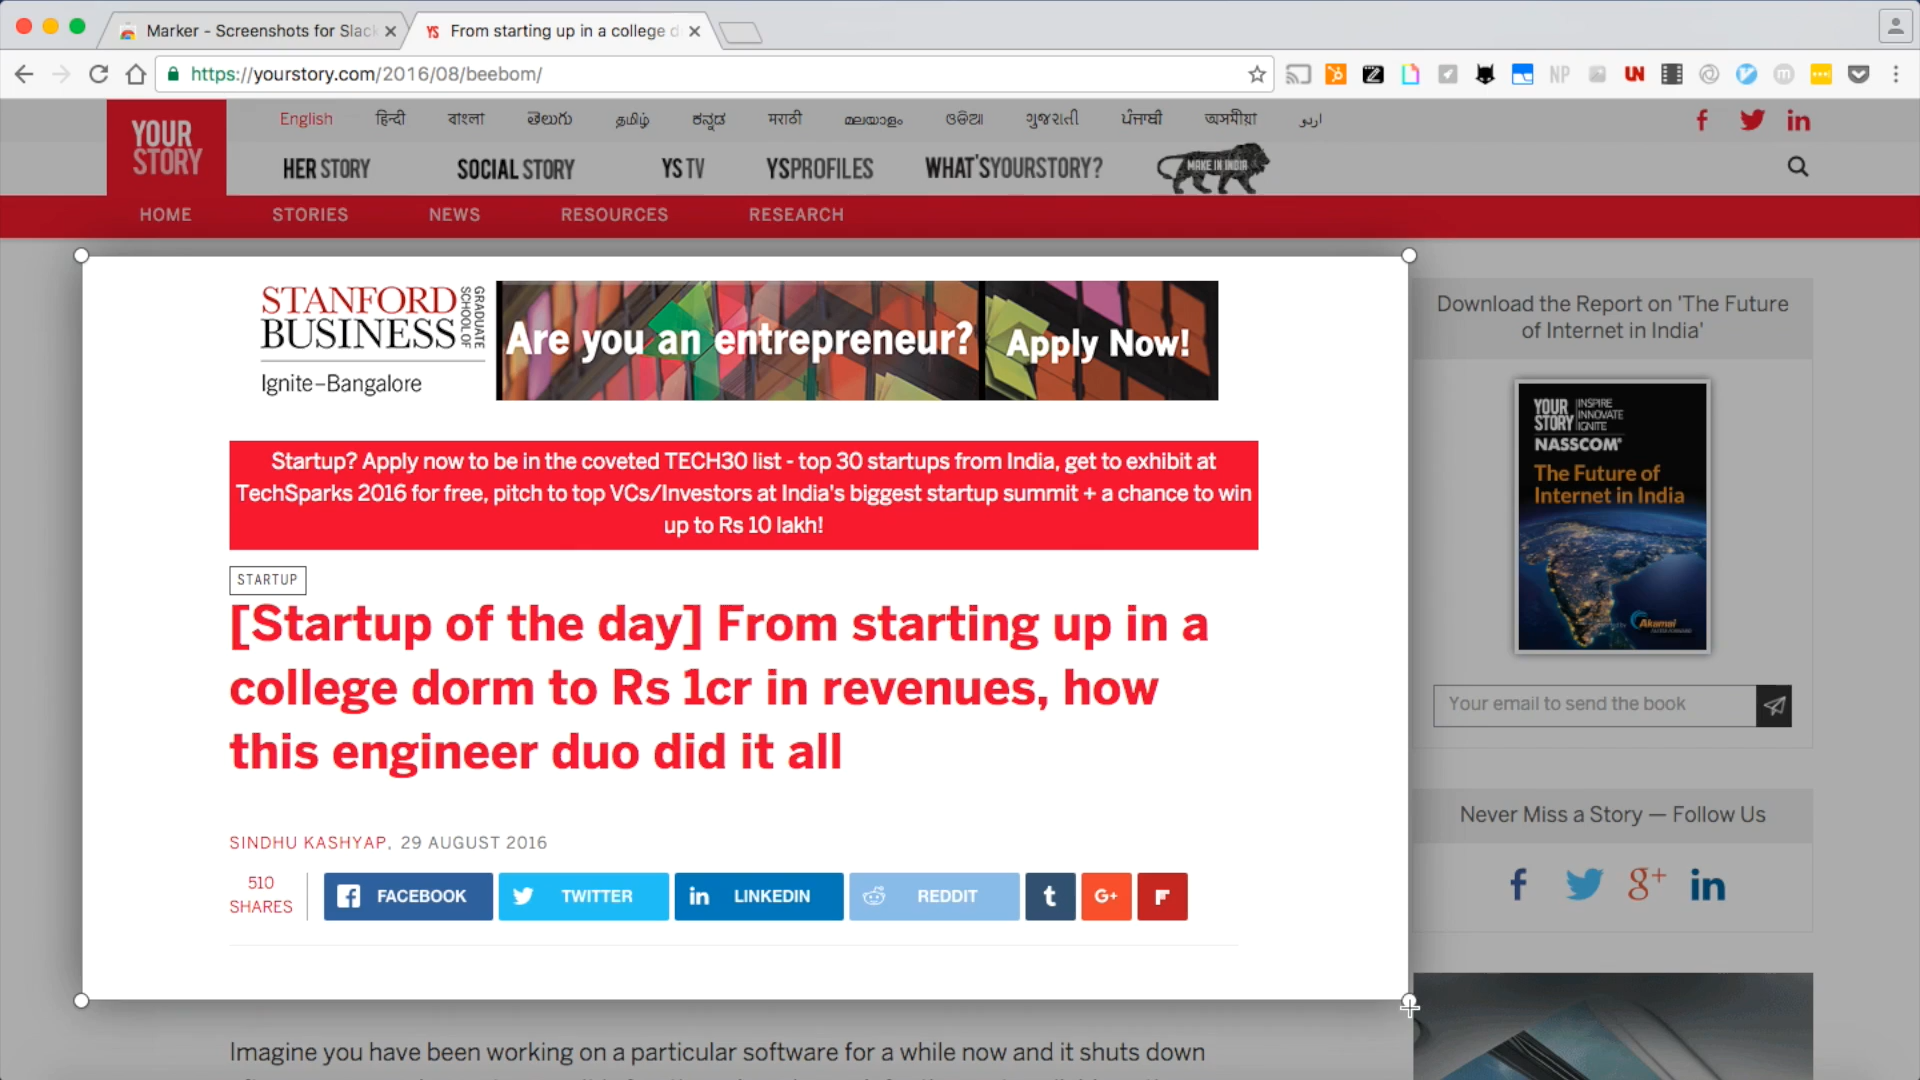 Marker - Screenshots for Slac
From starting up in a college d
https://yourstory.com/2016/08/beebom/
NP
UN
YOUR
STORY
English हिन्दी বাংলা తెలుగు தமிழ் ಕನ್ನಡ मराठी മലയാളം ଓଡିଆ ગુજરાતી ਪੰਜਾਬੀ অসমীয়া اردو
HER STORY SOCIAL STORY YS TV YSPROFILES WHAT'SYOURSTORY? MAKE IN INDIA
HOME STORIES NEWS RESOURCES RESEARCH
STANFORD
BUSINESS
GRADUATE
SCHOOL OF
Ignite–Bangalore
Are you an entrepreneur? Apply Now!
Startup? Apply now to be in the coveted TECH30 list - top 30 startups from India, get to exhibit at
TechSparks 2016 for free, pitch to top VCs/Investors at India's biggest startup summit + a chance to win
up to Rs 10 lakh!
STARTUP
[Startup of the day] From starting up in a
college dorm to Rs 1cr in revenues, how
this engineer duo did it all
SINDHU KASHYAP, 29 AUGUST 2016
510
SHARES
FACEBOOK TWITTER LINKEDIN REDDIT
Imagine you have been working on a particular software for a while now and it shuts down
Download the Report on 'The Future
of Internet in India'
YOUR
STORY
INSPIRE
INNOVATE
IGNITE
NASSCOM®
The Future of
Internet in India
Akamai
Your email to send the book
Never Miss a Story — Follow Us